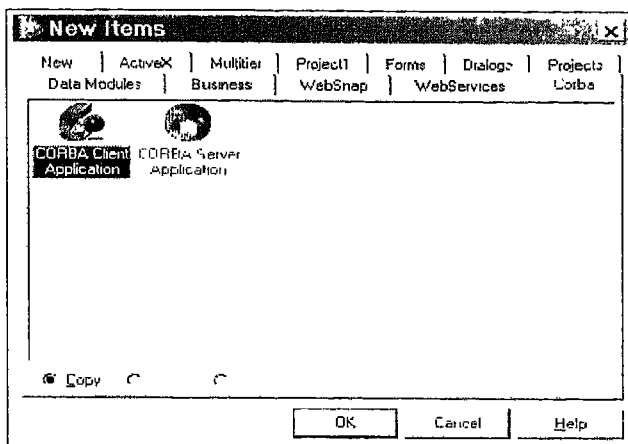 New Items
New ActiveX Multitier Project1 Forms Dialogs Projects
Data Modules Business WebSnap WebServices Corba
CORBA Client CORBA Server
Application Application
Copy
OK Cancel Help